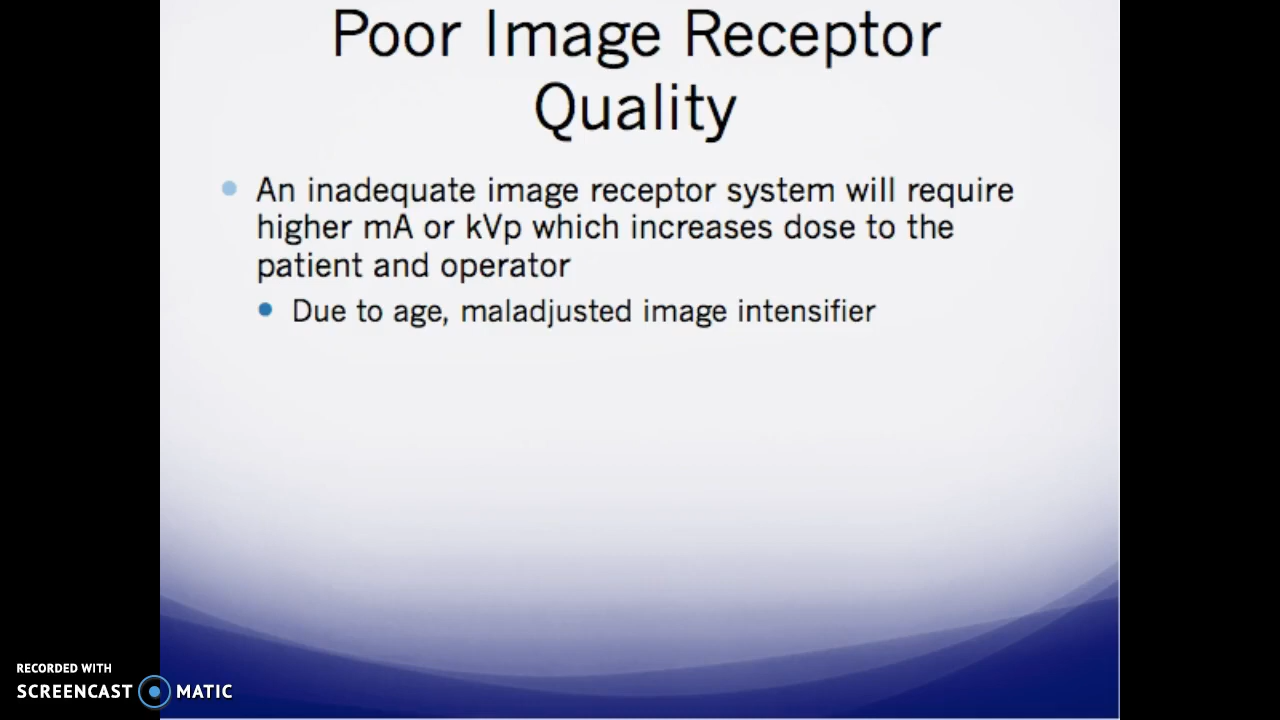 Poor Image Receptor
Quality
An inadequate image receptor system will require
higher mA or kVp which increases dose to the
patient and operator
Due to age, maladjusted image intensifier
RECORDED WITH
SCREENCAST MATIC